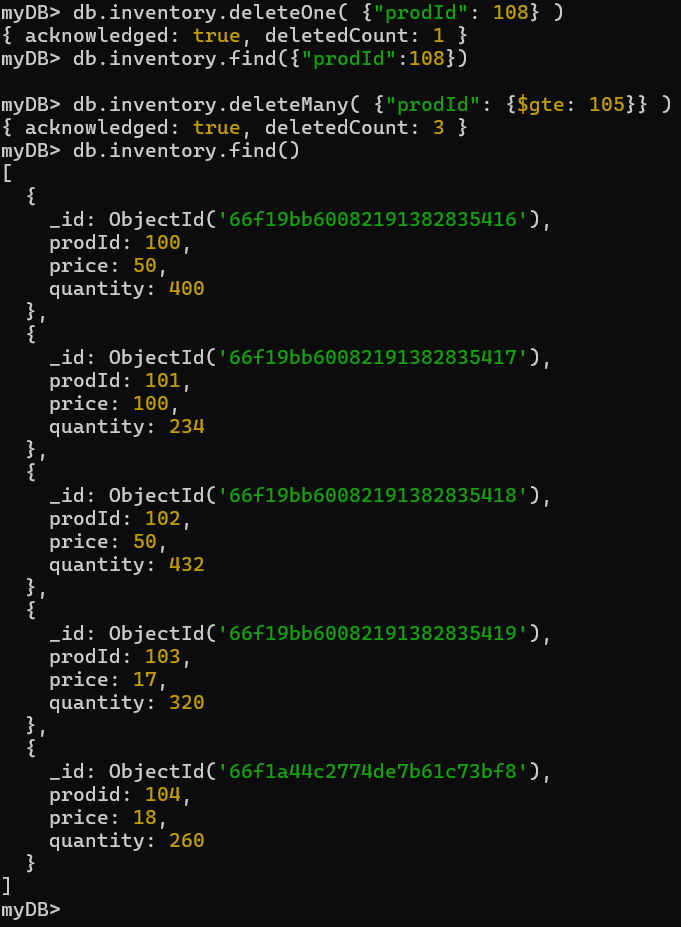 myDB> db.inventory.deleteOne( {"prodId": 108} )
{ acknowledged: true, deletedCount: 1 }
myDB> db.inventory.find({"prodId":108})
myDB> db.inventory.deleteMany( {"prodId": {$gte: 105}} )
{ acknowledged: true, deletedCount: 3 }
myDB> db.inventory.find()
[
  {
    _id: ObjectId('66f19bb60082191382835416'),
    prodId: 100,
    price: 50,
    quantity: 400
  },
  {
    _id: ObjectId('66f19bb60082191382835417'),
    prodId: 101,
    price: 100,
    quantity: 234
  },
  {
    _id: ObjectId('66f19bb60082191382835418'),
    prodId: 102,
    price: 50,
    quantity: 432
  },
  {
    _id: ObjectId('66f19bb60082191382835419'),
    prodId: 103,
    price: 17,
    quantity: 320
  },
  {
    _id: ObjectId('66f1a44c2774de7b61c73bf8'),
    prodid: 104,
    price: 18,
    quantity: 260
  }
]
myDB>